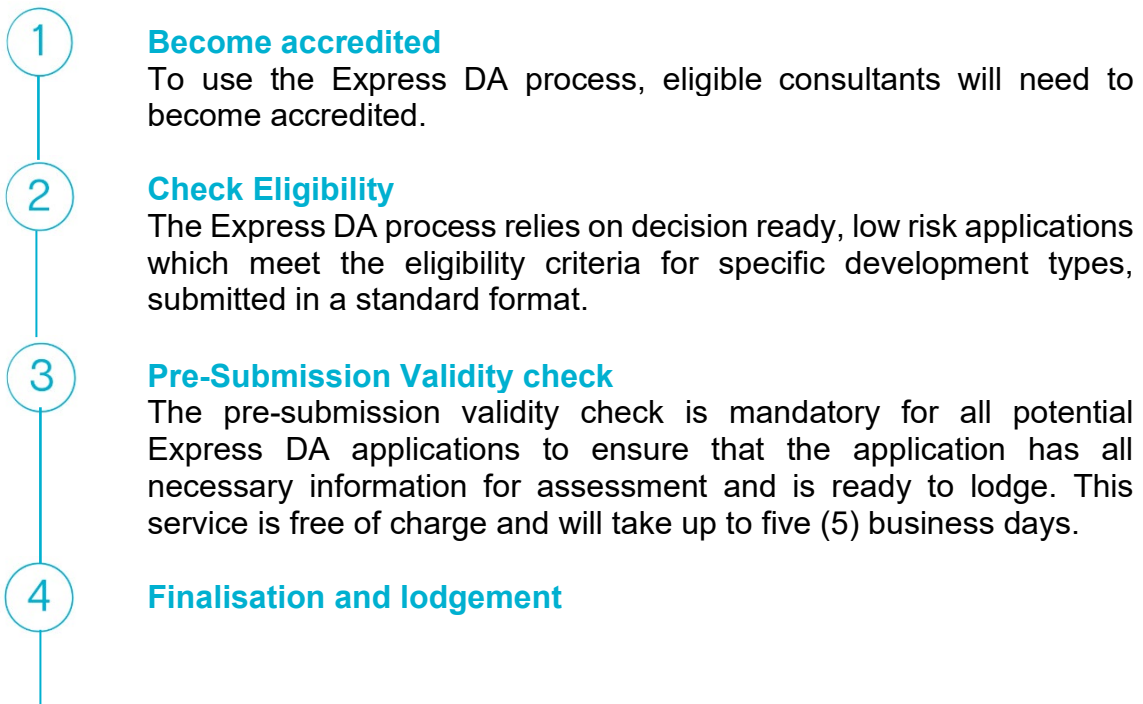 1
Become accredited
To use the Express DA process, eligible consultants will need to
become accredited.
2
Check Eligibility
The Express DA process relies on decision ready, low risk applications
which meet the eligibility criteria for specific development types,
submitted in a standard format.
3
Pre-Submission Validity check
The pre-submission validity check is mandatory for all potential
Express DA applications to ensure that the application has all
necessary information for assessment and is ready to lodge. This
service is free of charge and will take up to five (5) business days.
4
Finalisation and lodgement